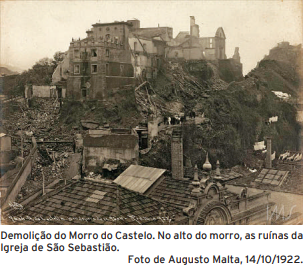 Demolição do Morro do Castelo. No alto do morro, as ruínas da
Igreja de São Sebastião.
Foto de Augusto Malta, 14/10/1922.